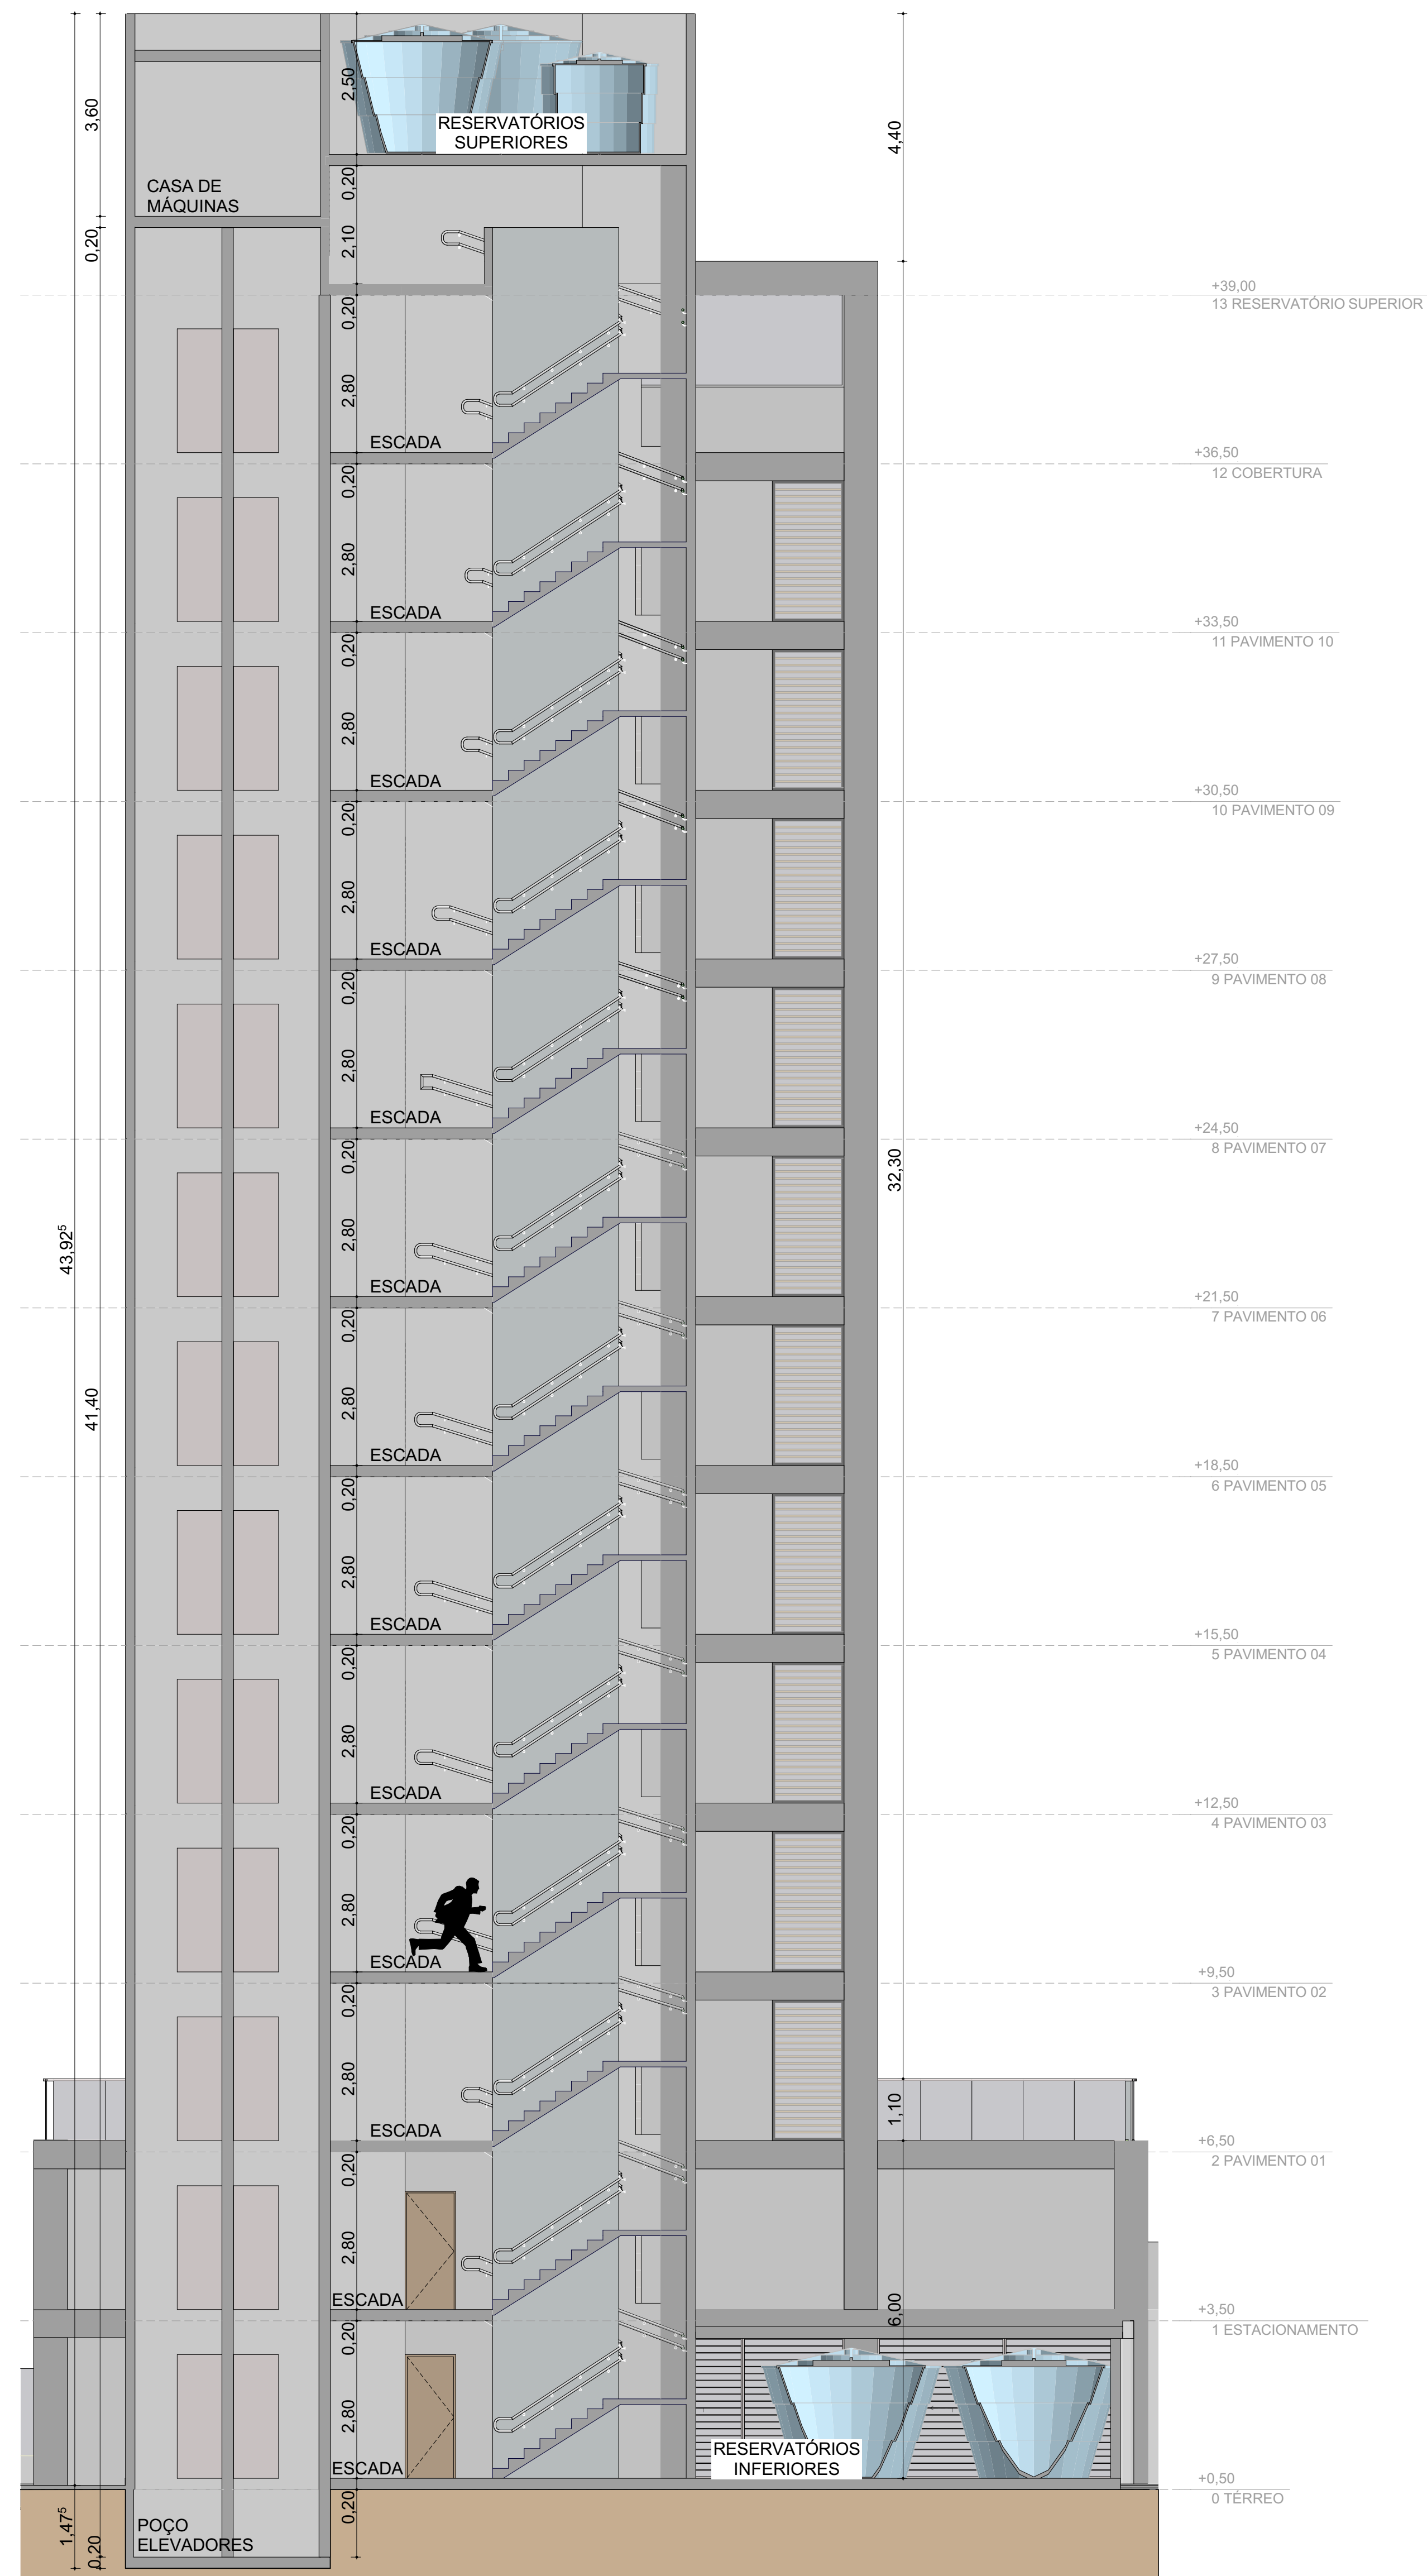 2,50
3,60
4,40
RESERVATÓRIOS
SUPERIORES
CASA DE
MÁQUINAS
0,20
0,20
2,10
+39,00
13 RESERVATÓRIO SUPERIOR
0,20
2,80
ESCADA
+36,50
12 COBERTURA
0,20
2,80
ESCADA
+33,50
11 PAVIMENTO 10
0,20
2,80
ESCADA
+30,50
10 PAVIMENTO 09
0,20
2,80
ESCADA
+27,50
9 PAVIMENTO 08
0,20
2,80
ESCADA
+24,50
8 PAVIMENTO 07
0,20
32,30
43,92⁵
2,80
ESCADA
+21,50
7 PAVIMENTO 06
0,20
41,40
2,80
ESCADA
+18,50
6 PAVIMENTO 05
0,20
2,80
ESCADA
+15,50
5 PAVIMENTO 04
0,20
2,80
ESCADA
+12,50
4 PAVIMENTO 03
0,20
2,80
ESCADA
+9,50
3 PAVIMENTO 02
0,20
2,80
1,10
ESCADA
+6,50
2 PAVIMENTO 01
0,20
2,80
ESCADA
6,00
+3,50
1 ESTACIONAMENTO
0,20
2,80
RESERVATÓRIOS
INFERIORES
ESCADA
+0,50
0 TÉRREO
0,20
1,47⁵
POÇO
ELEVADORES
0,20